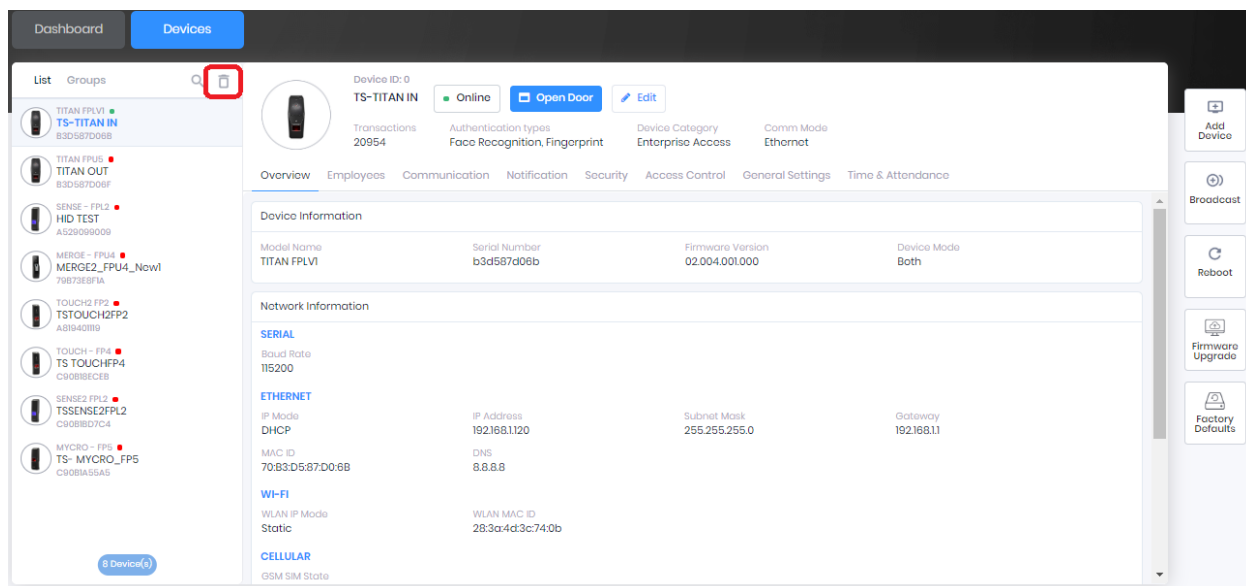 Dashboard Devices
List Groups
TITAN FPLV1
TS-TITAN IN
B3D587D06B
TITAN FPU5
TITAN OUT
B3D587D06F
SENSE - FPL2
HID TEST
A529099009
MERGE - FPU4
MERGE2_FPU4_New1
79B73E8F1A
TOUCH2 FP2
TSTOUCH2FP2
A819401119
TOUCH - FP4
TS TOUCHFP4
C90B18ECEB
SENSE2 FPL2
TSSENSE2FPL2
C90B18D7C4
MYCRO - FP5
TS- MYCRO_FP5
C90B1A55A5
8 Device(s)
Device ID: 0
TS-TITAN IN Online Open Door Edit
Transactions Authentication types Device Category Comm Mode
20954 Face Recognition, Fingerprint Enterprise Access Ethernet
Overview Employees Communication Notification Security Access Control General Settings Time & Attendance
Device Information
Model Name Serial Number Firmware Version Device Mode
TITAN FPLV1 b3d587d06b 02.004.001.000 Both
Network Information
SERIAL
Baud Rate
115200
ETHERNET
IP Mode IP Address Subnet Mask Gateway
DHCP 192.168.1.120 255.255.255.0 192.168.1.1
MAC ID DNS
70:B3:D5:87:D0:6B 8.8.8.8
WI-FI
WLAN IP Mode WLAN MAC ID
Static 28:3a:4d:3c:74:0b
CELLULAR
GSM SIM State
Add
Device
Broadcast
Reboot
Firmware
Upgrade
Factory
Defaults